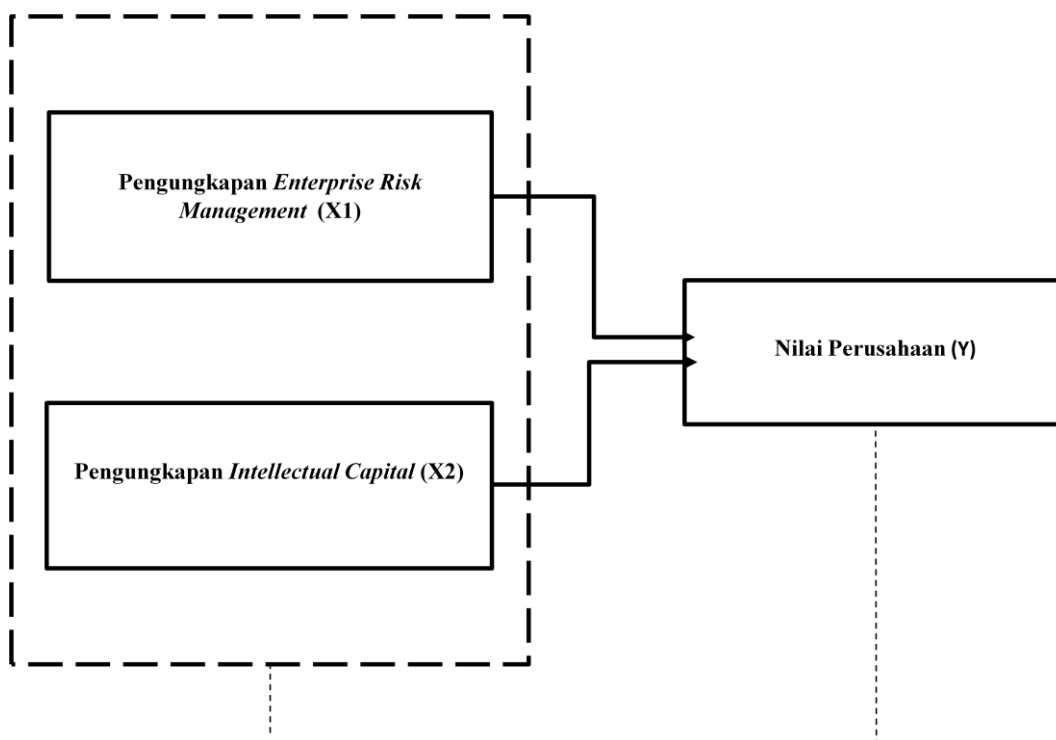 Pengungkapan Enterprise Risk
Management (X1)
Nilai Perusahaan (Y)
Pengungkapan Intellectual Capital (X2)